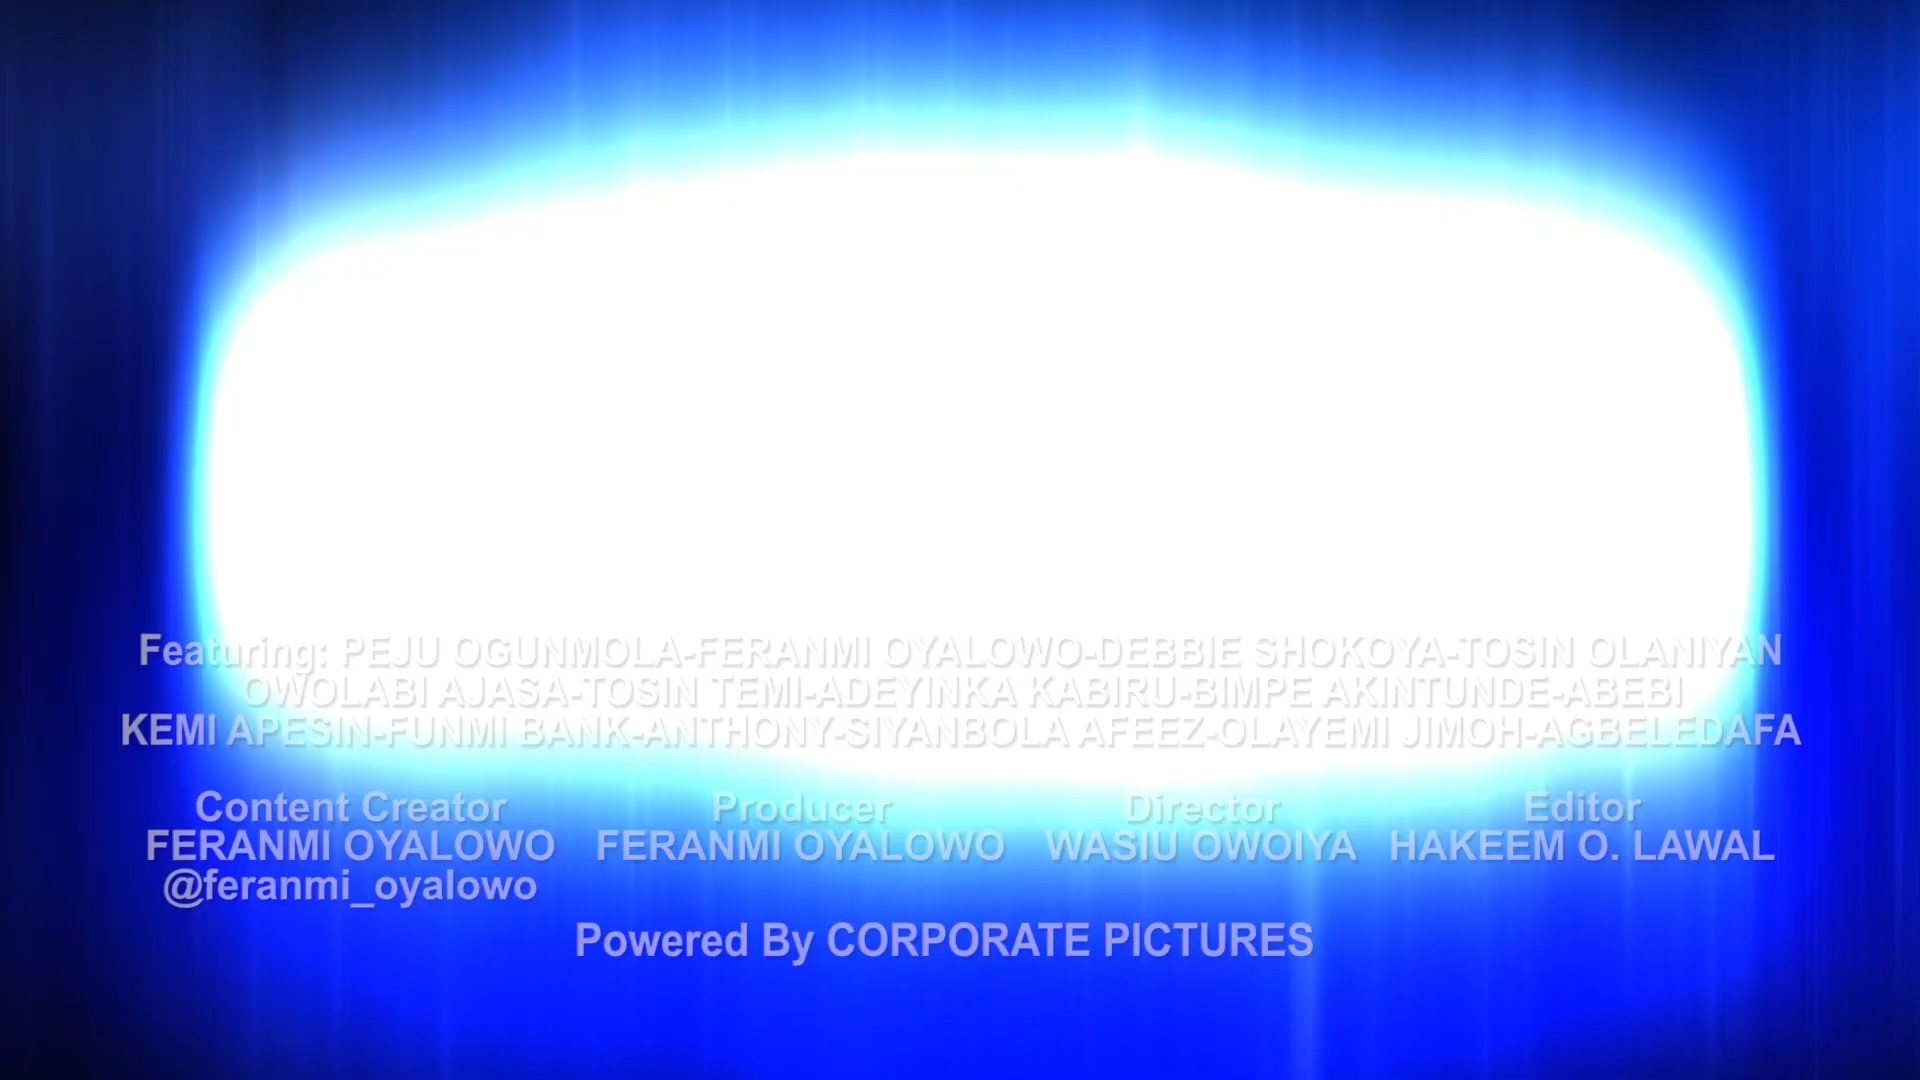 Featuring: PEJU OGUNMOLA-FERANMI OYALOWO-DEBBIE SHOKOYA-TOSIN OLANIYAN
OWOLABI AJASA-TOSIN TEMI-ADEYINKA KABIRU-BIMPE AKINTUNDE-ABEBI
KEMI APESIN-FUNMI BANK-ANTHONY-SIYANBOLA AFEEZ-OLAYEMI JIMOH-AGBELEDAFA
Content Creator Producer Director Editor
FERANMI OYALOWO FERANMI OYALOWO WASIU OWOIYA HAKEEM O. LAWAL
@feranmi_oyalowo
Powered By CORPORATE PICTURES